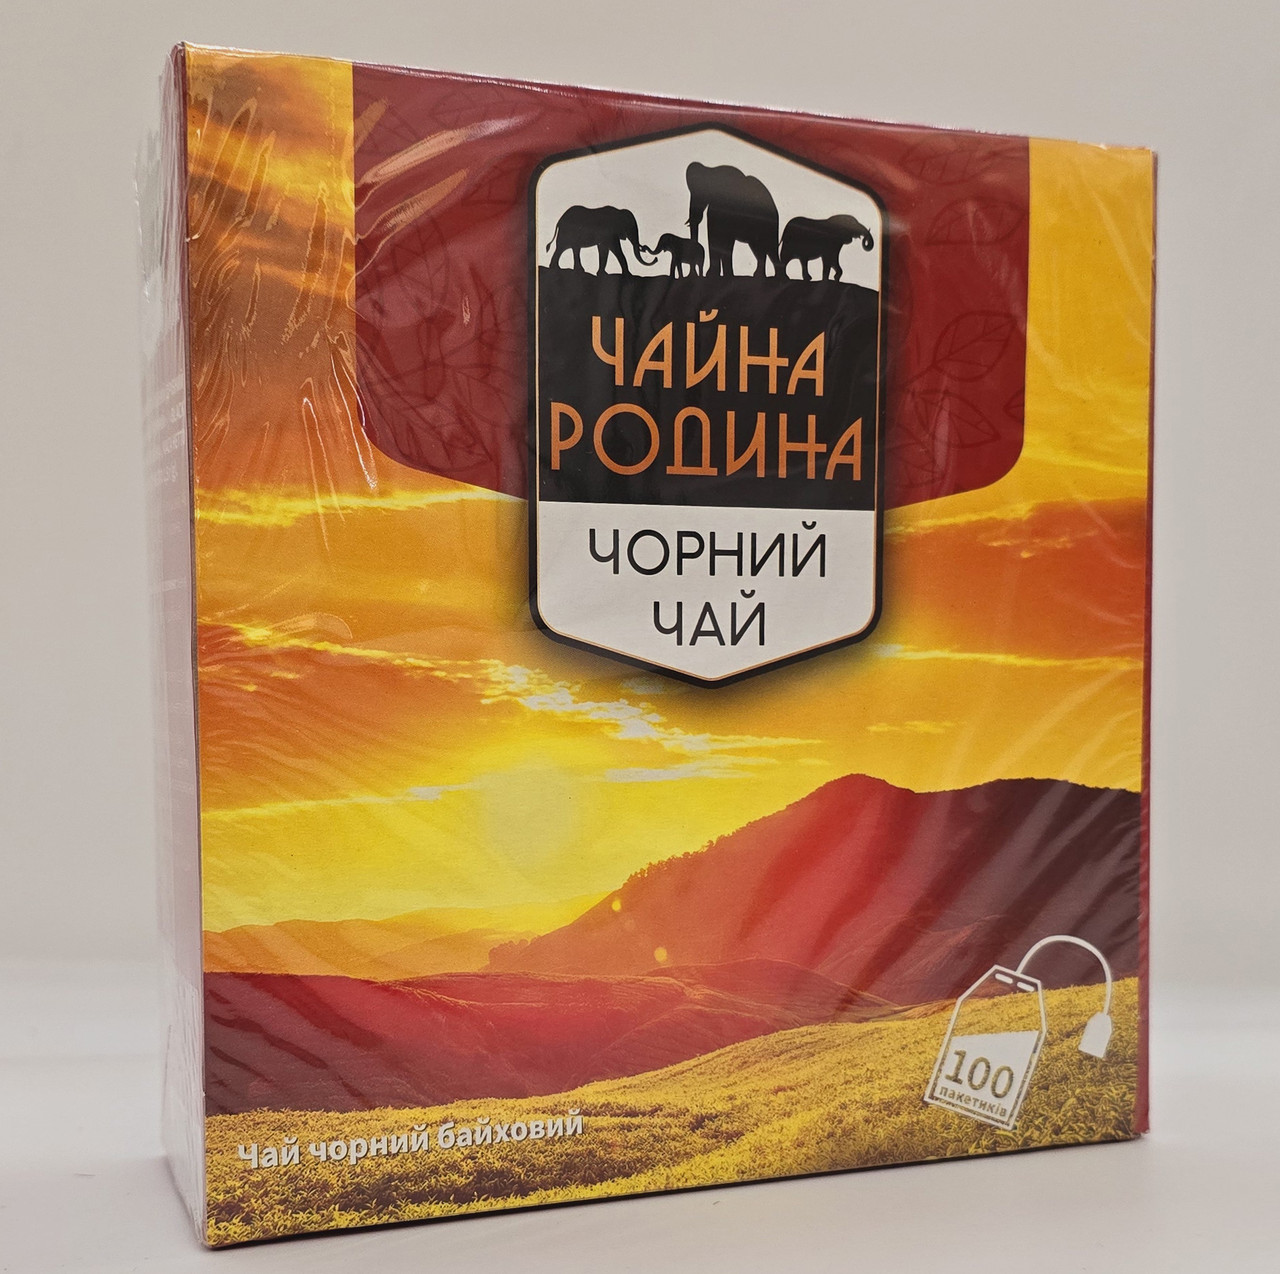 ЧАЙНА
РОДИНА
ЧОРНИЙ
ЧАЙ
100
пакетиків
Чай чорний байховий